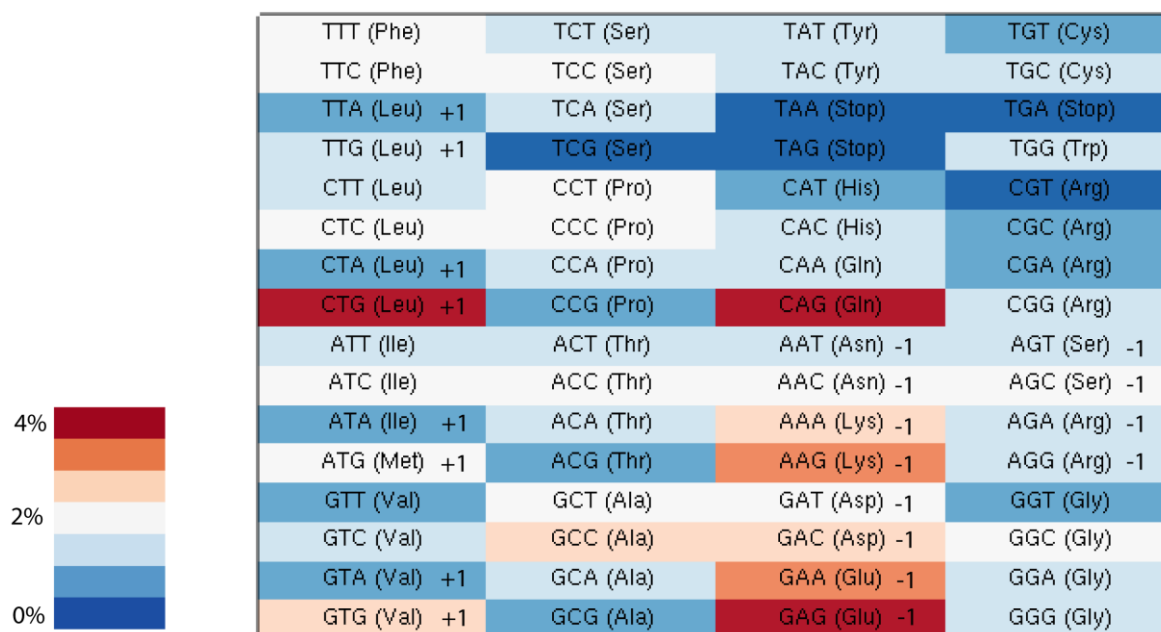 TTT (Phe) TCT (Ser) TAT (Tyr) TGT (Cys)
TTC (Phe) TCC (Ser) TAC (Tyr) TGC (Cys)
TTA (Leu) +1 TCA (Ser) TAA (Stop) TGA (Stop)
TTG (Leu) +1 TCG (Ser) TAG (Stop) TGG (Trp)
CTT (Leu) CCT (Pro) CAT (His) CGT (Arg)
CTC (Leu) CCC (Pro) CAC (His) CGC (Arg)
CTA (Leu) +1 CCA (Pro) CAA (Gln) CGA (Arg)
CTG (Leu) +1 CCG (Pro) CAG (Gln) CGG (Arg)
ATT (Ile) ACT (Thr) AAT (Asn) -1 AGT (Ser) -1
ATC (Ile) ACC (Thr) AAC (Asn) -1 AGC (Ser) -1
4% ATA (Ile) +1 ACA (Thr) AAA (Lys) -1 AGA (Arg) -1
ATG (Met) +1 ACG (Thr) AAG (Lys) -1 AGG (Arg) -1
2% GTT (Val) GCT (Ala) GAT (Asp) -1 GGT (Gly)
GTC (Val) GCC (Ala) GAC (Asp) -1 GGC (Gly)
GTA (Val) +1 GCA (Ala) GAA (Glu) -1 GGA (Gly)
0% GTG (Val) +1 GCG (Ala) GAG (Glu) -1 GGG (Gly)